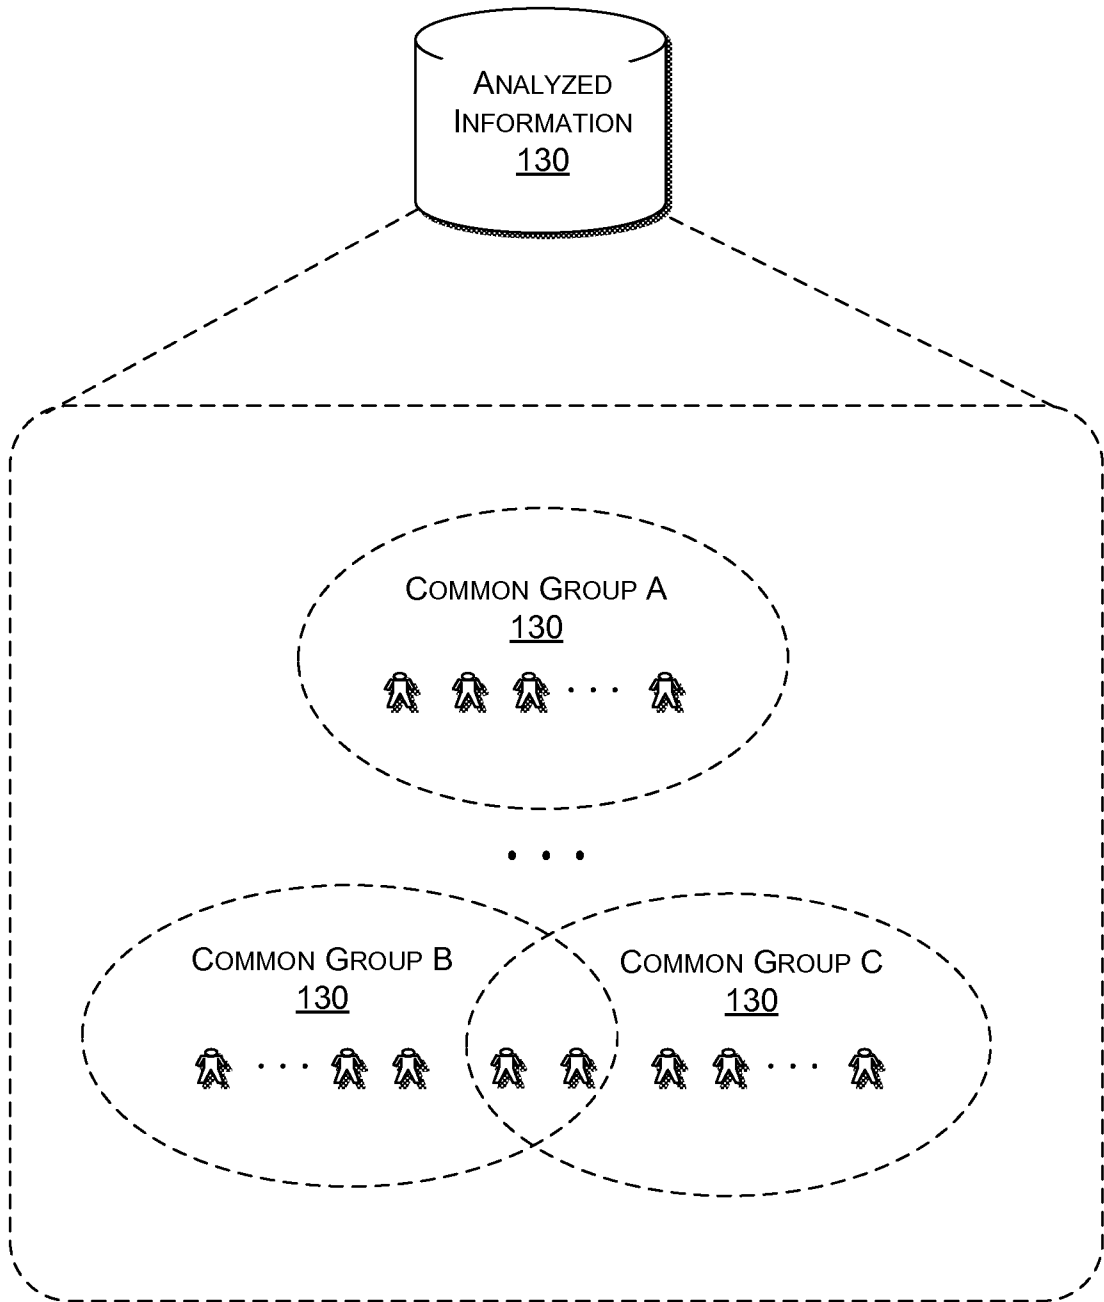 ANALYZED
INFORMATION
130
COMMON GROUP A
130
. . .
. . .
COMMON GROUP B
130
COMMON GROUP C
130
. . .
. . .